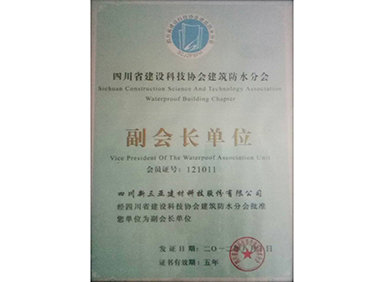 四川省建设科技协会建筑防水分会
Sichuan Construction Science And Technology Association
Waterproof Building Chapter
副会长单位
Vice President Of The Waterpoof Association Unit
会员证号：121011
四川新三亚建材科技股份有限公司
经四川省建设科技协会建筑防水分会批准
您单位为副会长单位
发证日期：二〇一二年
证书有效期：五年